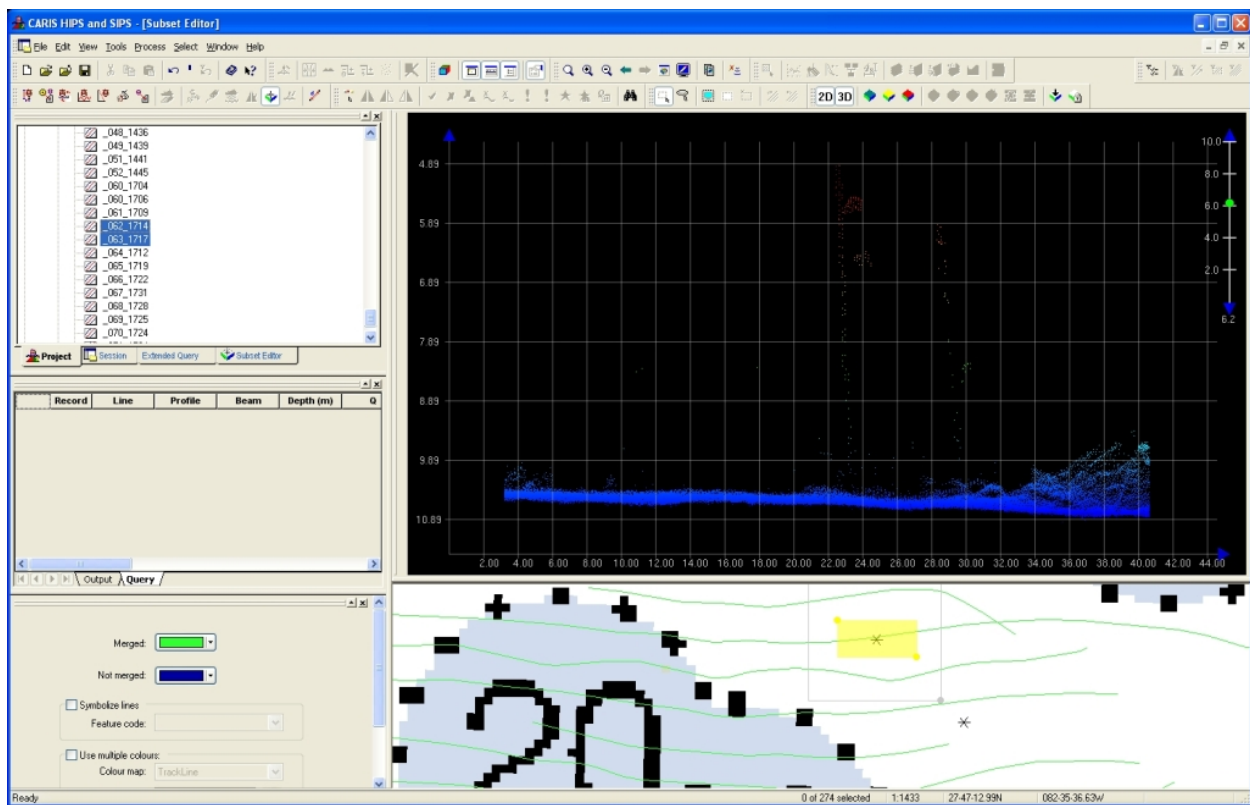 CARIS HIPS and SIPS - [Subset Editor]
File Edit View Tools Process Select Window Help
2D 3D
_048_1436
_049_1439
_051_1441
_052_1445
_060_1704
_060_1706
_061_1709
_062_1714
_063_1717
_064_1712
_065_1719
_066_1722
_067_1731
_068_1728
_069_1725
_070_1724
Project Session Extended Query Subset Editor
Record Line Profile Beam Depth (m) Q
Output Query
Merged:
Not merged:
Symbolize lines
Feature code:
Use multiple colours:
Colour map: TrackLine
4.89
5.89
6.89
7.89
8.89
9.89
10.89
2.00 4.00 6.00 8.00 10.00 12.00 14.00 16.00 18.00 20.00 22.00 24.00 26.00 28.00 30.00 32.00 34.00 36.00 38.00 40.00 42.00 44.00
10.0
8.0
6.0
4.0
2.0
6.2
20
Ready 0 of 274 selected 1:1433 27-47-12.99N 082-35-36.63W